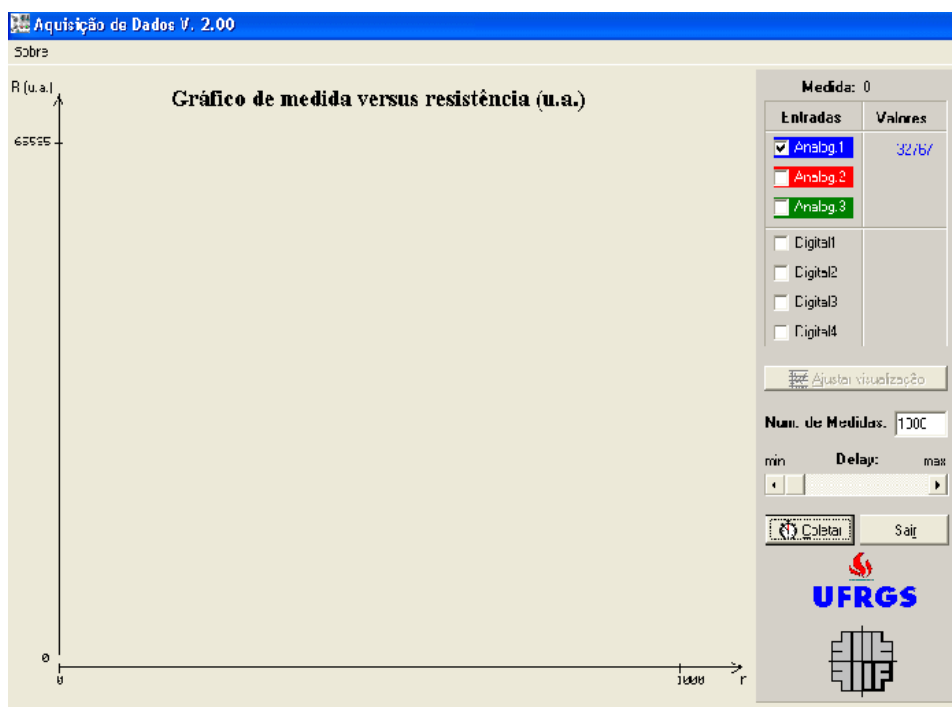 Aquisição de Dados V. 2.00
Sobre
R (u.a.)
Gráfico de medida versus resistência (u.a.)
65535
0
0
1000
r
Medida: 0
Entradas Valores
Analog.1 32767
Analog.2
Analog.3
Digital1
Digital2
Digital3
Digital4
Ajustar visualização
Num. de Medidas. 1000
min Delay: max
Coletar Sair
UFRGS
IF